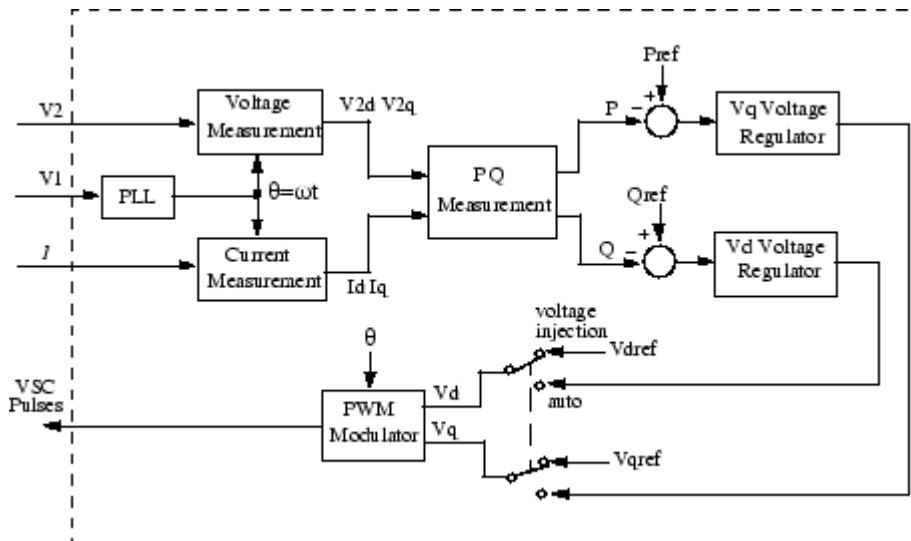 Pref
V2
Voltage
Measurement
V2d V2q
P
−
+
Vq Voltage
Regulator
V1
PLL
θ=ωt
PQ
Measurement
Qref
I
Current
Measurement
Id Iq
Q
−
+
Vd Voltage
Regulator
voltage
injection
θ
Vdref
VSC
Pulses
PWM
Modulator
Vd
Vq
auto
Vqref